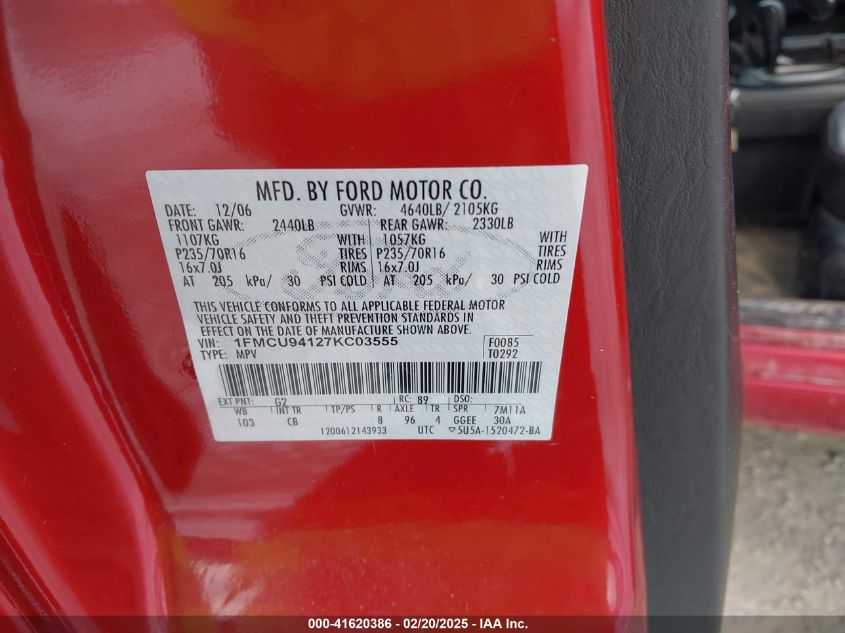 MFD. BY FORD MOTOR CO.
DATE: 12/06 GVWR: 4640LB/ 2105KG
FRONT GAWR: 2440LB REAR GAWR: 2330LB
1107KG WITH 1057KG WITH
P235/70R16 TIRES P235/70R16 TIRES
16x7.0J RIMS 16x7.0J RIMS
AT 205 kPa/ 30 PSI COLD AT 205 kPa/ 30 PSI COLD
THIS VEHICLE CONFORMS TO ALL APPLICABLE FEDERAL MOTOR
VEHICLE SAFETY AND THEFT PREVENTION STANDARDS IN
EFFECT ON THE DATE OF MANUFACTURE SHOWN ABOVE.
VIN: 1FMCU94127KC03555 F0085
TYPE: MPV T0292
EXT PNT: G2 RC: 89 DSO:
WB INT TR TP/PS R AXLE TR SPR 7M11A
103 CB 8 96 4 GGEE 30A
1200612143933 UTC ▽5U5A-1520472-BA
000-41620386 - 02/20/2025 - IAA Inc.